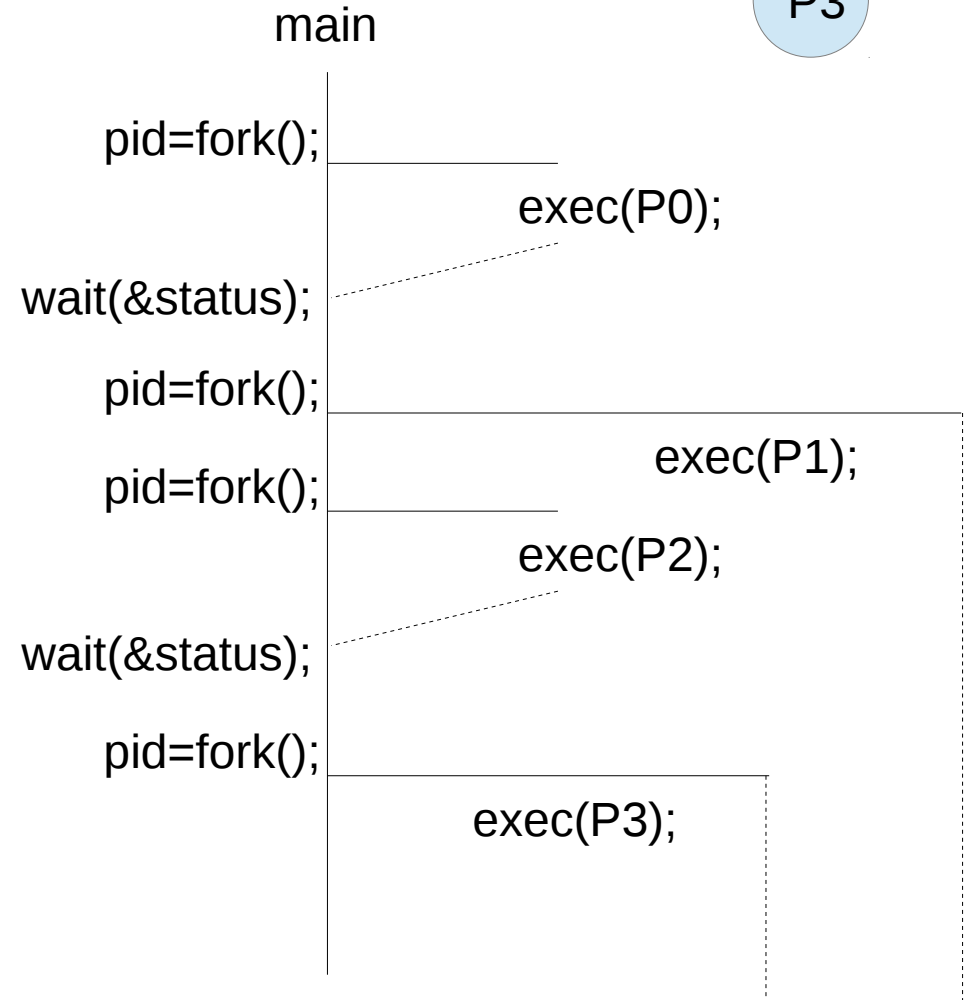 P3
main
pid=fork();
exec(P0);
wait(&status);
pid=fork();
exec(P1);
pid=fork();
exec(P2);
wait(&status);
pid=fork();
exec(P3);